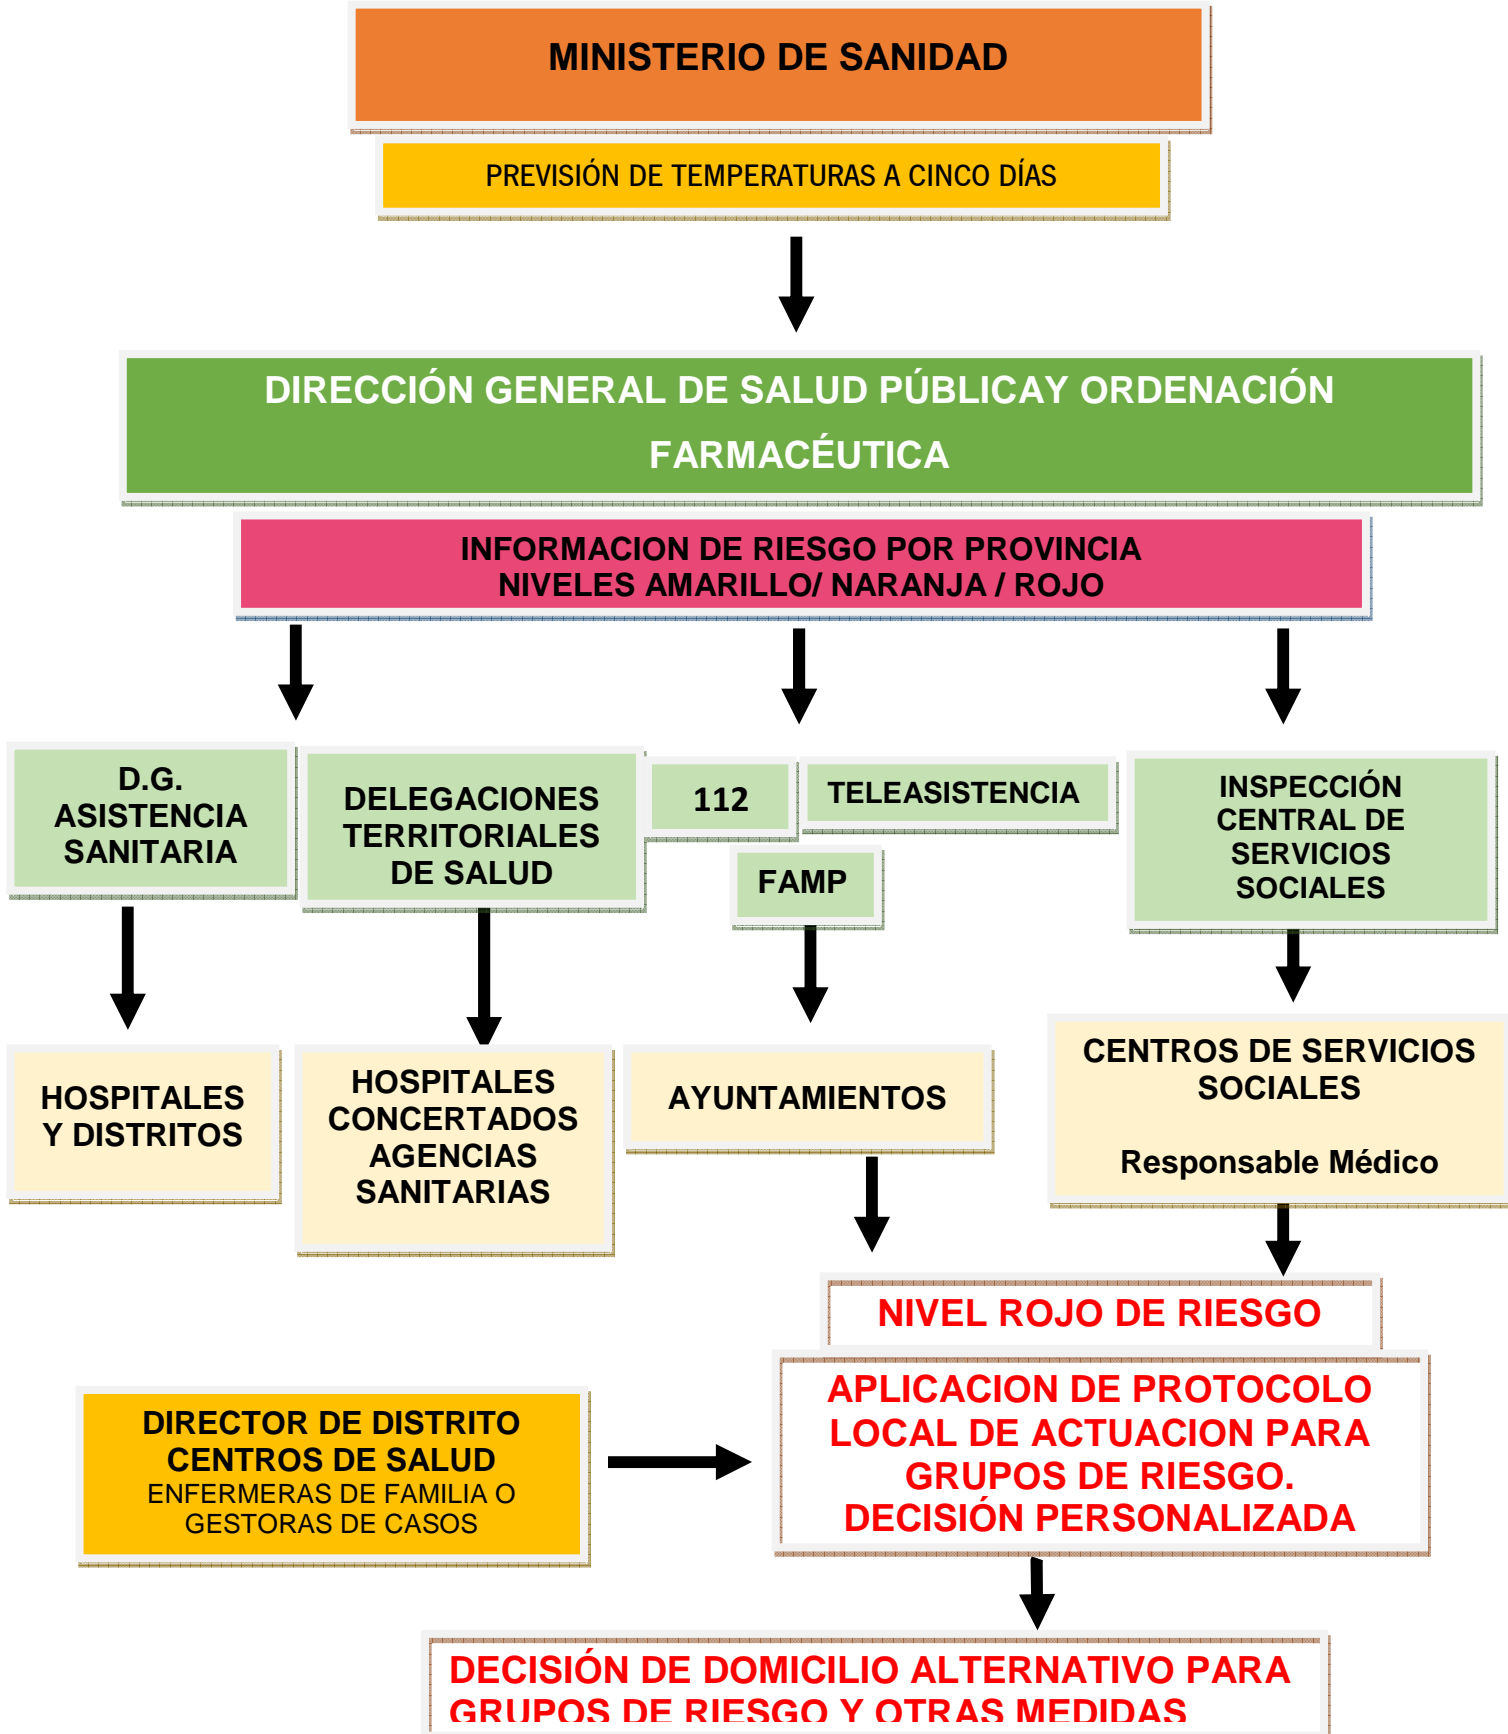 MINISTERIO DE SANIDAD
PREVISIÓN DE TEMPERATURAS A CINCO DÍAS
DIRECCIÓN GENERAL DE SALUD PÚBLICAY ORDENACIÓN
FARMACÉUTICA
INFORMACION DE RIESGO POR PROVINCIA
NIVELES AMARILLO/ NARANJA / ROJO
D.G.
ASISTENCIA
SANITARIA
DELEGACIONES
TERRITORIALES
DE SALUD
112
TELEASISTENCIA
FAMP
INSPECCIÓN
CENTRAL DE
SERVICIOS
SOCIALES
HOSPITALES
Y DISTRITOS
HOSPITALES
CONCERTADOS
AGENCIAS
SANITARIAS
AYUNTAMIENTOS
CENTROS DE SERVICIOS
SOCIALES
Responsable Médico
NIVEL ROJO DE RIESGO
APLICACION DE PROTOCOLO
LOCAL DE ACTUACION PARA
GRUPOS DE RIESGO.
DECISIÓN PERSONALIZADA
DIRECTOR DE DISTRITO
CENTROS DE SALUD
ENFERMERAS DE FAMILIA O
GESTORAS DE CASOS
DECISIÓN DE DOMICILIO ALTERNATIVO PARA
GRUPOS DE RIESGO Y OTRAS MEDIDAS